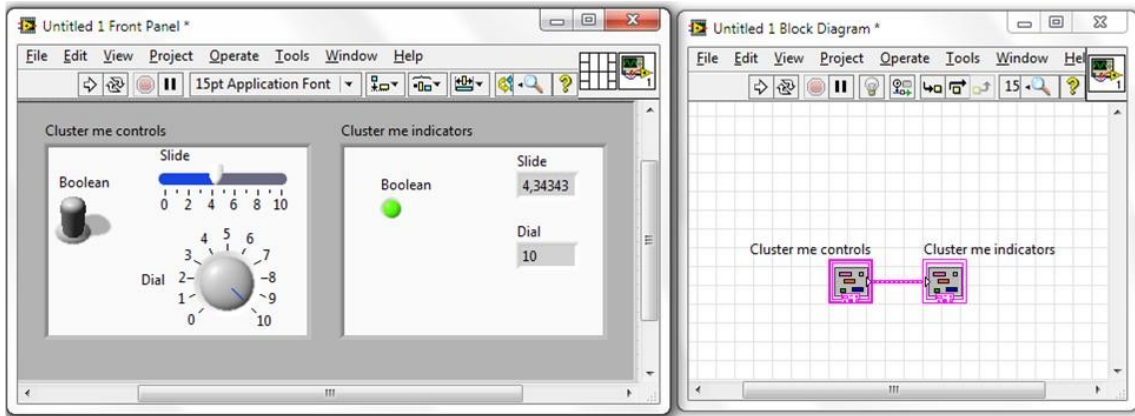 Untitled 1 Front Panel *
File Edit View Project Operate Tools Window Help
15pt Application Font
1
Cluster me controls
Cluster me indicators
Slide
Boolean
0 2 4 6 8 10
Dial
0 1 2 3 4 5 6 7 8 9 10
Boolean
Slide
4,34343
Dial
10
Untitled 1 Block Diagram *
File Edit View Project Operate Tools Window Hel
15
1
Cluster me controls
Cluster me indicators